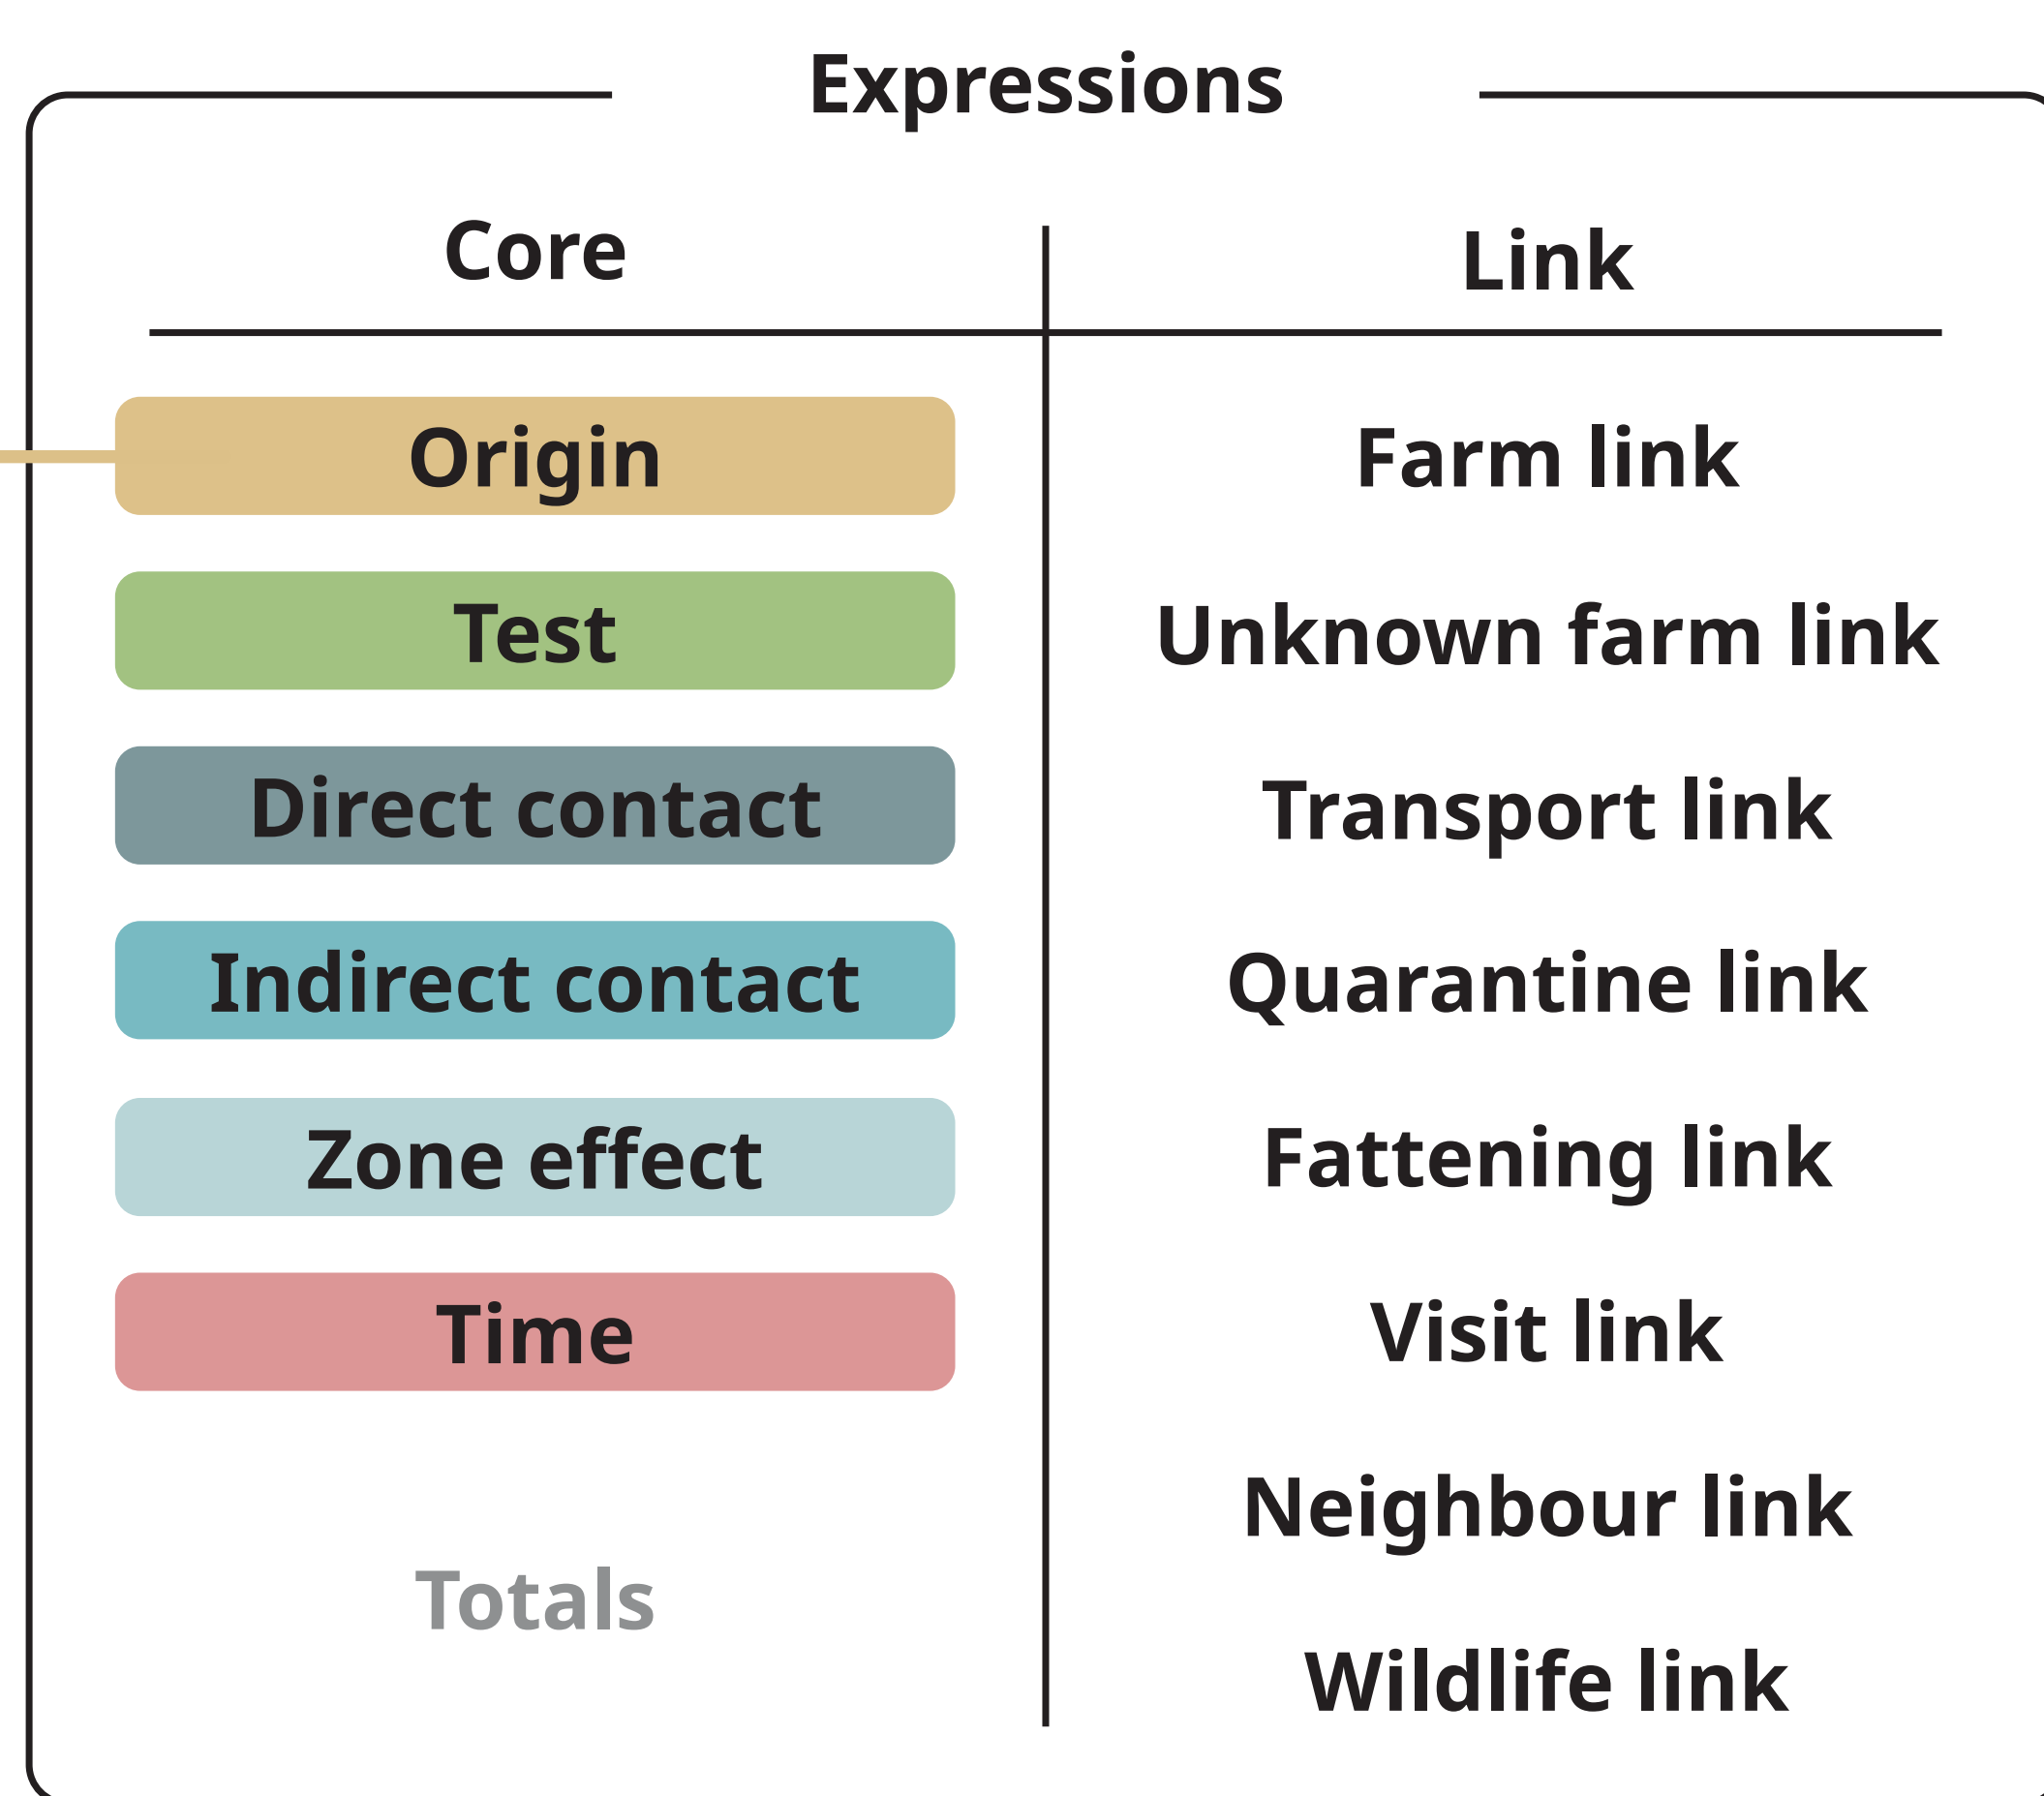 Expressions
Core
Link
Origin
Farm link
Test
Unknown farm link
Direct contact
Transport link
Indirect contact
Quarantine link
Zone effect
Fattening link
Time
Visit link
Neighbour link
Totals
Wildlife link